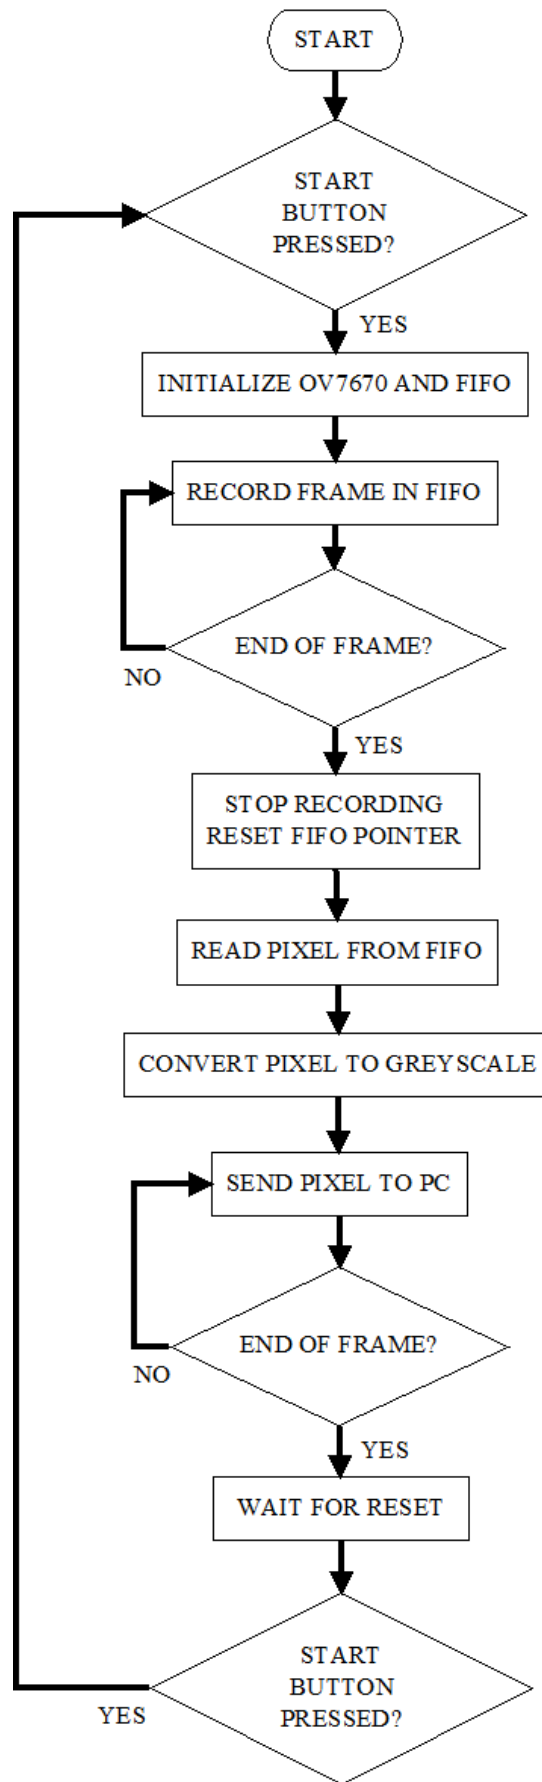 START
START
BUTTON
PRESSED?
YES
INITIALIZE OV7670 AND FIFO
RECORD FRAME IN FIFO
END OF FRAME?
NO
YES
STOP RECORDING
RESET FIFO POINTER
READ PIXEL FROM FIFO
CONVERT PIXEL TO GREYSCALE
SEND PIXEL TO PC
END OF FRAME?
NO
YES
WAIT FOR RESET
START
BUTTON
PRESSED?
YES